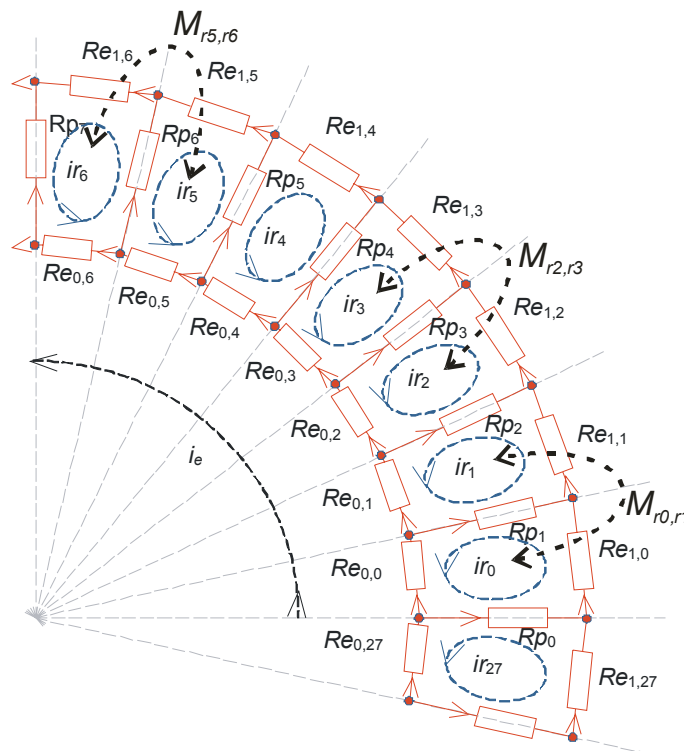 M_{r5,r6}
Re_{1,6}
Re_{1,5}
Re_{1,4}
Rp_7
Rp_6
Rp_5
ir_6
ir_5
ir_4
Re_{1,3}
Rp_4
M_{r2,r3}
Re_{0,6}
Re_{0,5}
Re_{0,4}
ir_3
Re_{1,2}
Rp_3
Re_{0,3}
ir_2
Re_{0,2}
Rp_2
Re_{1,1}
i_e
ir_1
Re_{0,1}
M_{r0,r1}
Rp_1
Re_{1,0}
Re_{0,0}
ir_0
Rp_0
ir_{27}
Re_{0,27}
Re_{1,27}